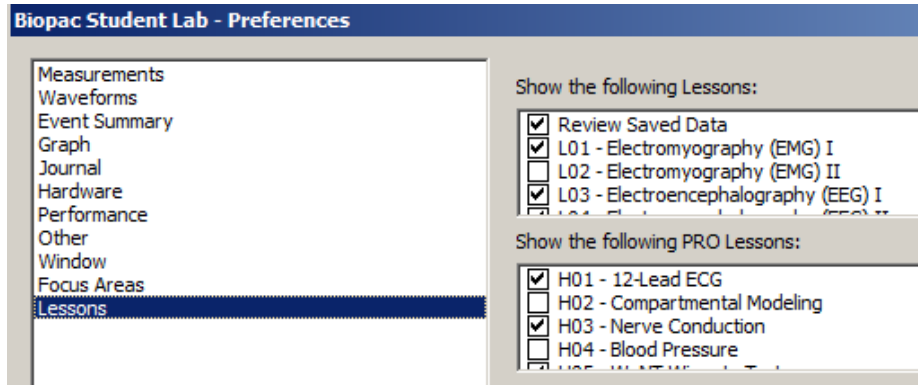 Biopac Student Lab - Preferences
Measurements
Waveforms
Event Summary
Graph
Journal
Hardware
Performance
Other
Window
Focus Areas
Lessons
Show the following Lessons:
Review Saved Data
L01 - Electromyography (EMG) I
L02 - Electromyography (EMG) II
L03 - Electroencephalography (EEG) I
Show the following PRO Lessons:
H01 - 12-Lead ECG
H02 - Compartmental Modeling
H03 - Nerve Conduction
H04 - Blood Pressure